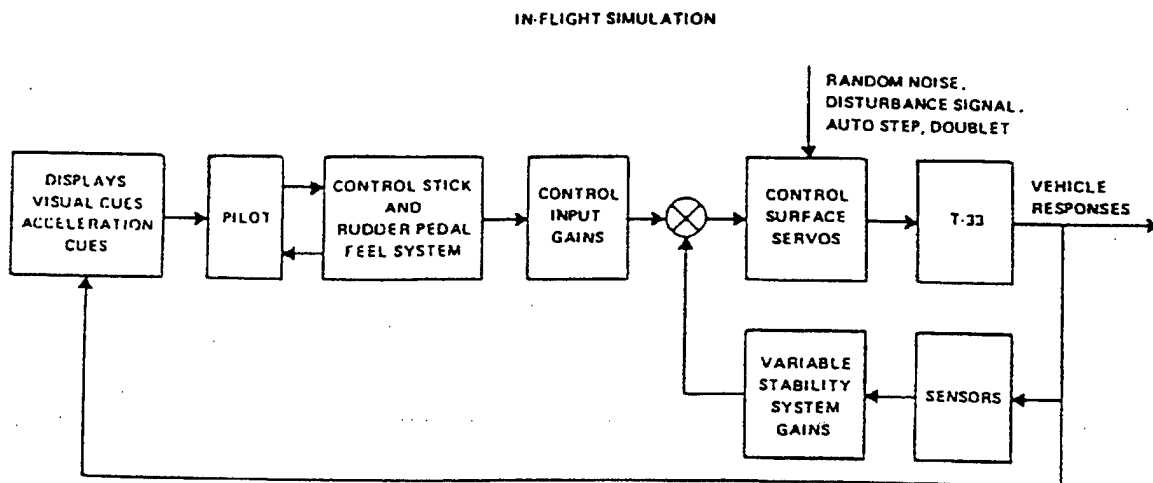 IN-FLIGHT SIMULATION
RANDOM NOISE,
DISTURBANCE SIGNAL,
AUTO STEP, DOUBLET
DISPLAYS
VISUAL CUES
ACCELERATION
CUES
PILOT
CONTROL STICK
AND
RUDDER PEDAL
FEEL SYSTEM
CONTROL
INPUT
GAINS
CONTROL
SURFACE
SERVOS
T-33
VEHICLE
RESPONSES
VARIABLE
STABILITY
SYSTEM
GAINS
SENSORS